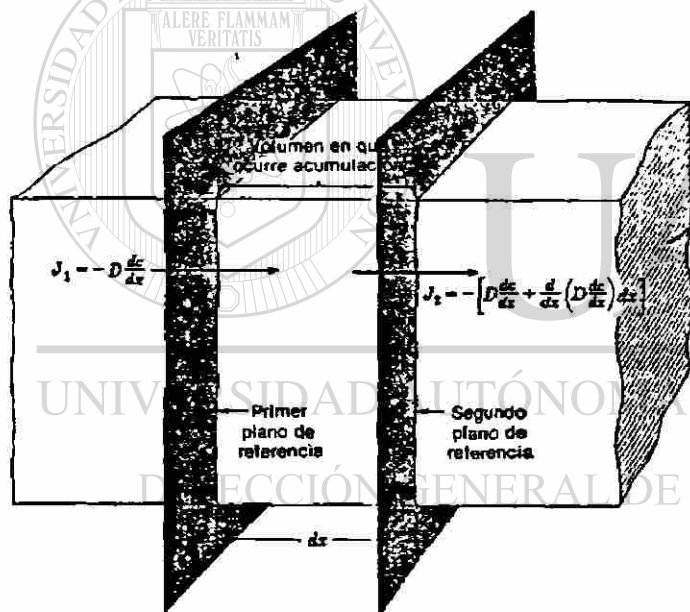 ALERE FLAMMAM
VERITATIS
Volumen en qu
ocurre acumulación
J₁ = -D dc/dx
J₂ = -[D dc/dx + d/dx (D dc/dx) dx]
UNIVERSIDAD AUTÓNOMA
Primer
plano de
referencia
Segundo
plano de
referencia
DIRECCIÓN GENERAL DE
dx